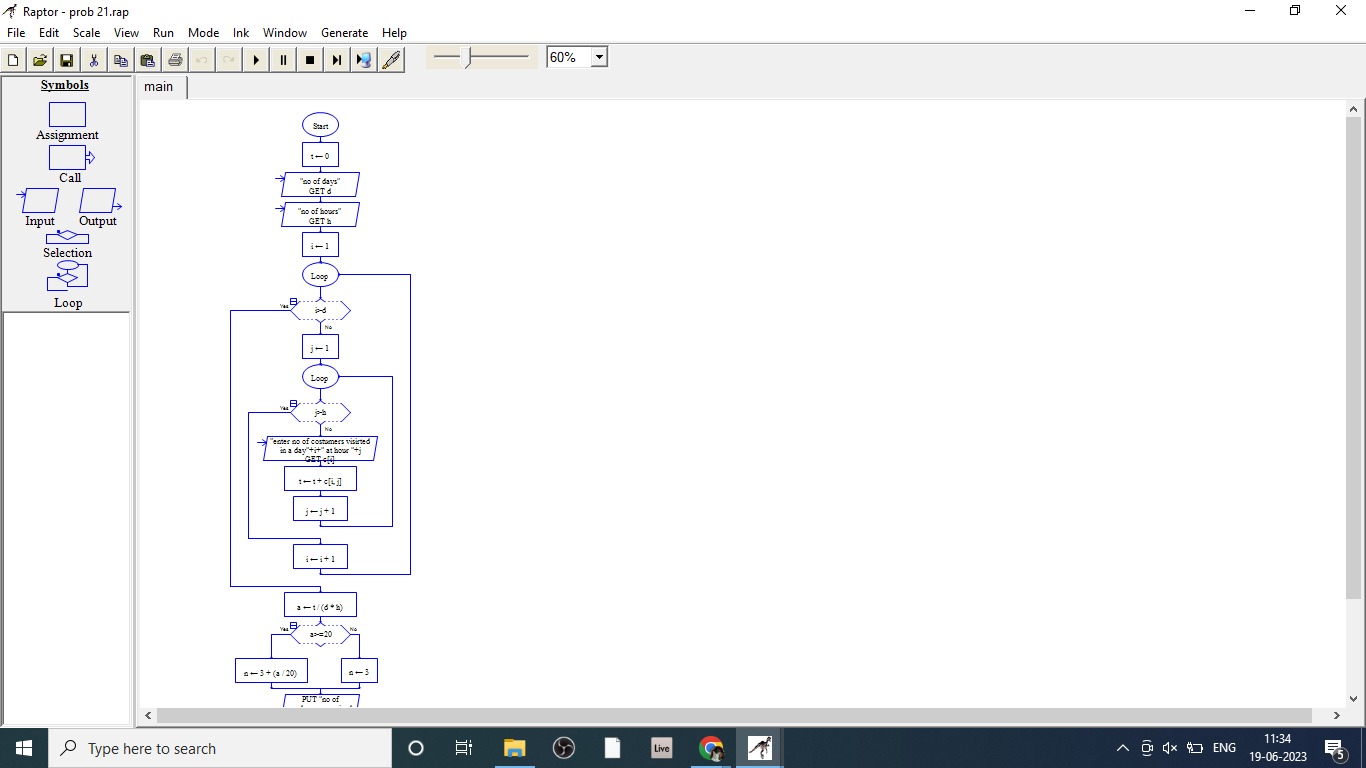 Raptor - prob 21.rap
File Edit Scale View Run Mode Ink Window Generate Help
60%
Symbols
Assignment
Call
Input Output
Selection
Loop
main
Start
t ← 0
"no of days"
GET d
"no of hours"
GET h
i ← 1
Loop
Yes
i>d
No
j ← 1
Loop
Yes
j>h
No
"enter no of costumers visirted
in a day"+i+" at hour "+j
GET c[i]
t ← t + c[i, j]
j ← j + 1
i ← i + 1
a ← t / (d * h)
Yes
a>=20
No
n ← 3 + (a / 20)
n ← 3
PUT "no of
Type here to search
Live
ENG
11:34
19-06-2023
5